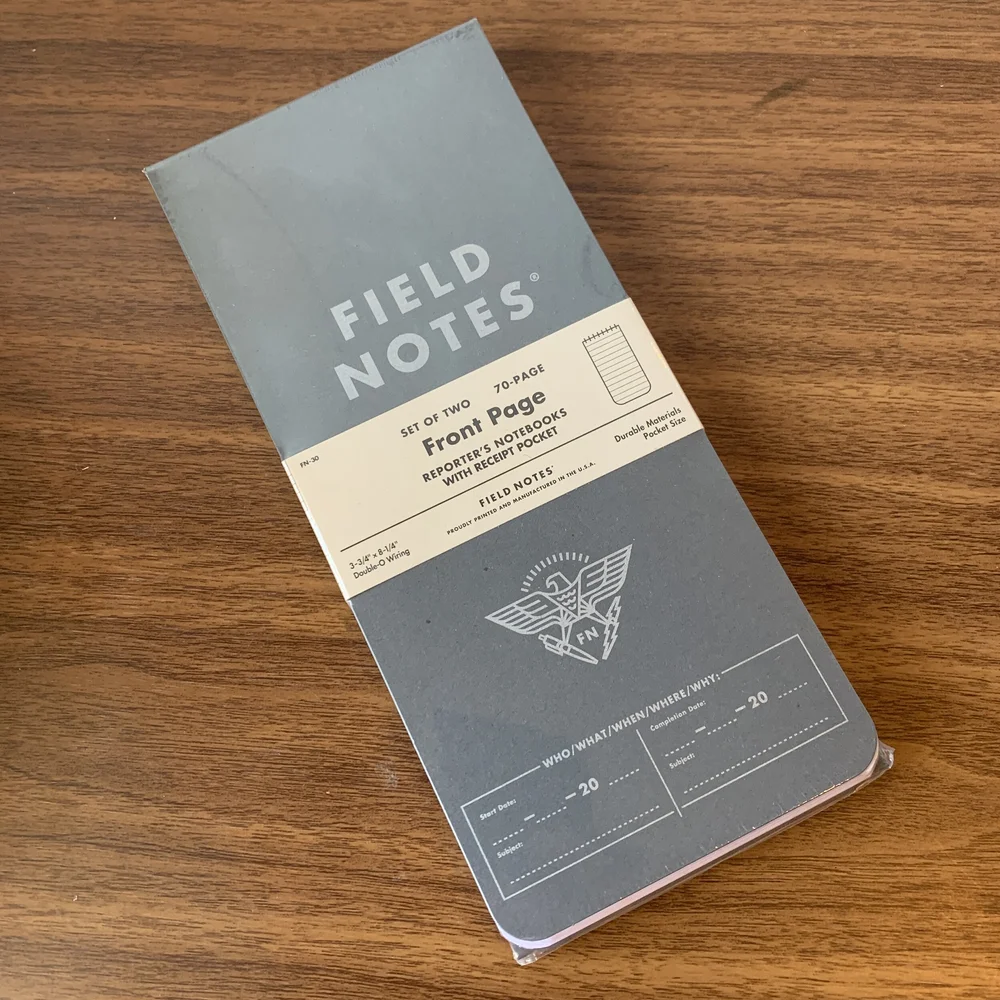 FIELD
NOTES®
SET OF TWO 70-PAGE
Front Page
REPORTER'S NOTEBOOKS
WITH RECEIPT POCKET
FN-30
Durable Materials
Pocket Size
FIELD NOTES®
PROUDLY PRINTED AND MANUFACTURED IN THE U.S.A.
3-3/4" x 8-1/4"
Double-O Wiring
FN
WHO/WHAT/WHEN/WHERE/WHY:
Start Date:
– – 20
Subject:
Completion Date:
– – 20
Subject: